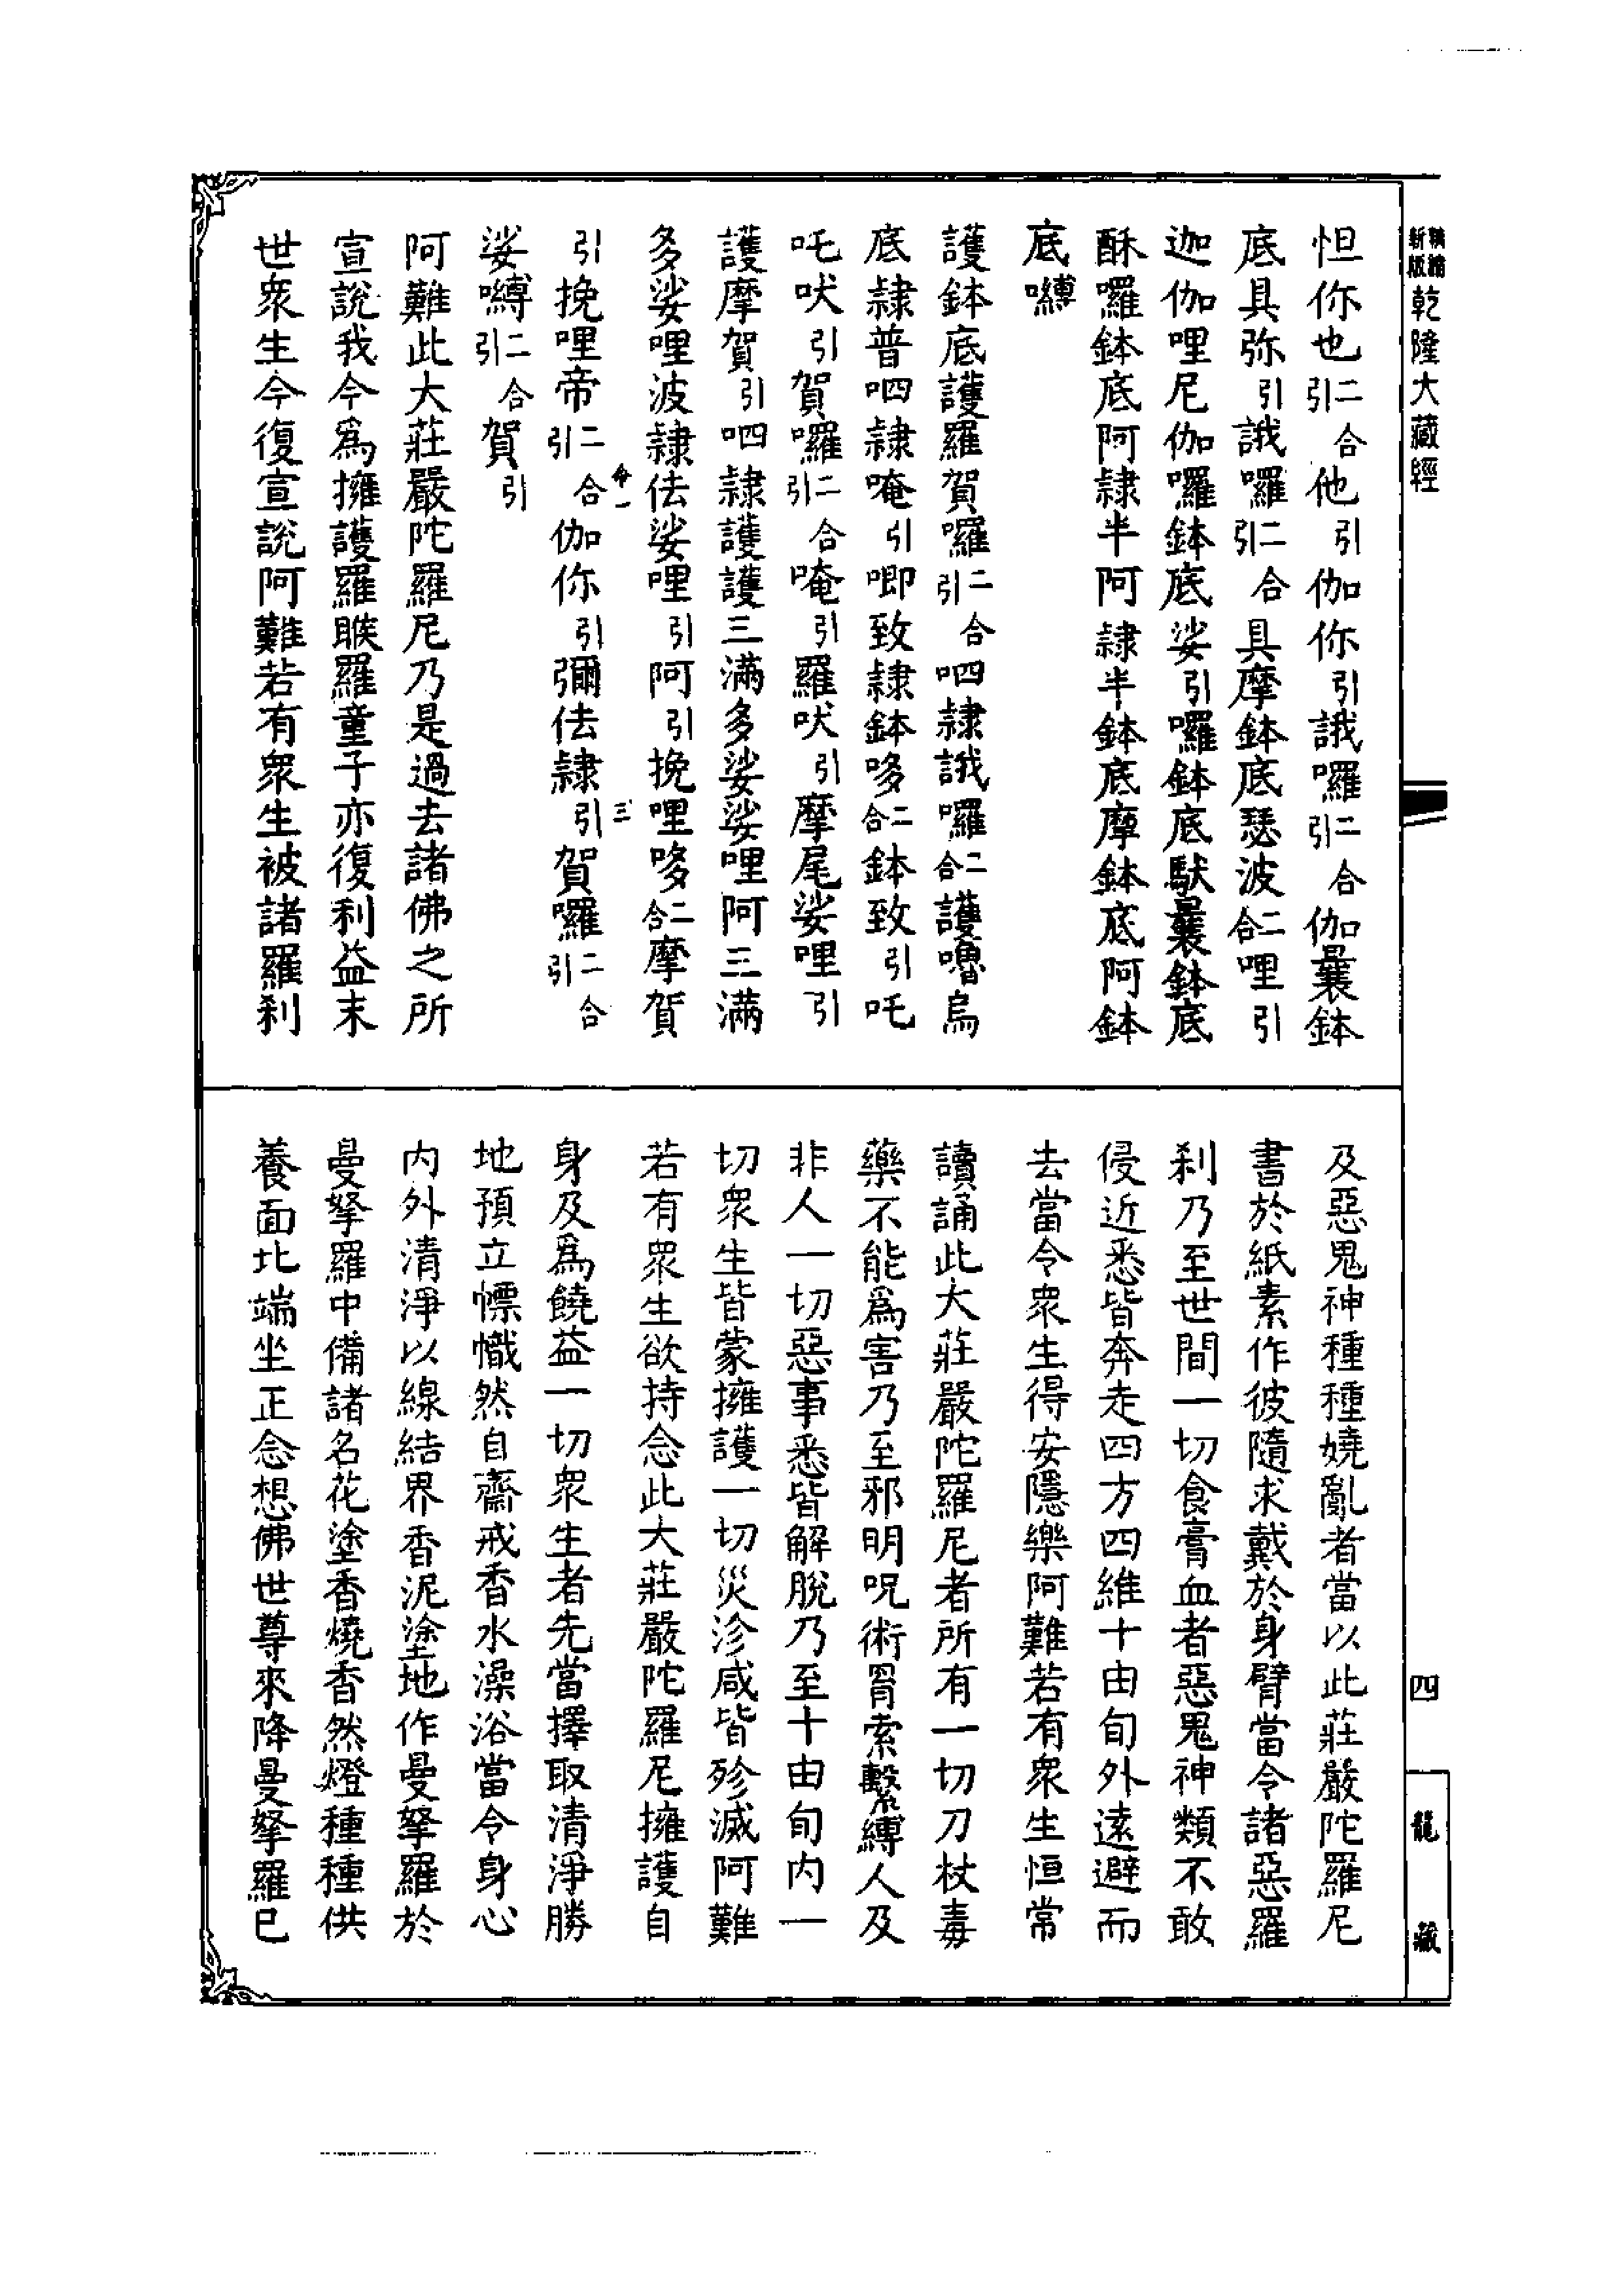 新版精縮乾隆大藏經
四
龍藏
怛你也引二合他引伽你引誐囉引二合伽曩鉢
底具弥引誐囉引二合具摩鉢底瑟波二合哩引
迦伽哩尼伽囉鉢底娑引囉鉢底馱曩鉢底
酥囉鉢底阿隷半阿隷半鉢底摩鉢底阿鉢
底嚩
護鉢底護羅賀囉引二合呬隷誐囉二合護嚕烏
底隷普呬隷唵引唧致隷鉢哆二合鉢致引吒
吒吠引賀囉引二合唵引羅吠引摩尾娑哩引
護摩賀引呬隷護護三滿多娑娑哩阿三滿
多娑哩波隷佉娑哩引阿引挽哩哆二合摩賀
引挽哩帝引二合伽你引彌佉隷引賀囉引二合
娑嚩引二合賀引
阿難此大莊嚴陀羅尼乃是過去諸佛之所
宣說我今爲擁護羅睺羅童子亦復利益末
世衆生今復宣說阿難若有衆生被諸羅刹
及惡鬼神種種嬈亂者當以此莊嚴陀羅尼
書於紙素作彼隨求戴於身臂當令諸惡羅
刹乃至世間一切食膏血者惡鬼神類不敢
侵近悉皆奔走四方四維十由旬外遠避而
去當令衆生得安隱樂阿難若有衆生恒常
讀誦此大莊嚴陀羅尼者所有一切刀杖毒
藥不能爲害乃至邪明呪術羂索繫縛人及
非人一切惡事悉皆解脫乃至十由旬内一
切衆生皆蒙擁護一切災沴咸皆殄滅阿難
若有衆生欲持念此大莊嚴陀羅尼擁護自
身及爲饒益一切衆生者先當擇取清淨勝
地預立幖幟然自齋戒香水澡浴當令身心
内外清淨以線結界香泥塗地作曼拏羅於
曼拏羅中備諸名花塗香燒香然燈種種供
養面北端坐正念想佛世尊來降曼拏羅已